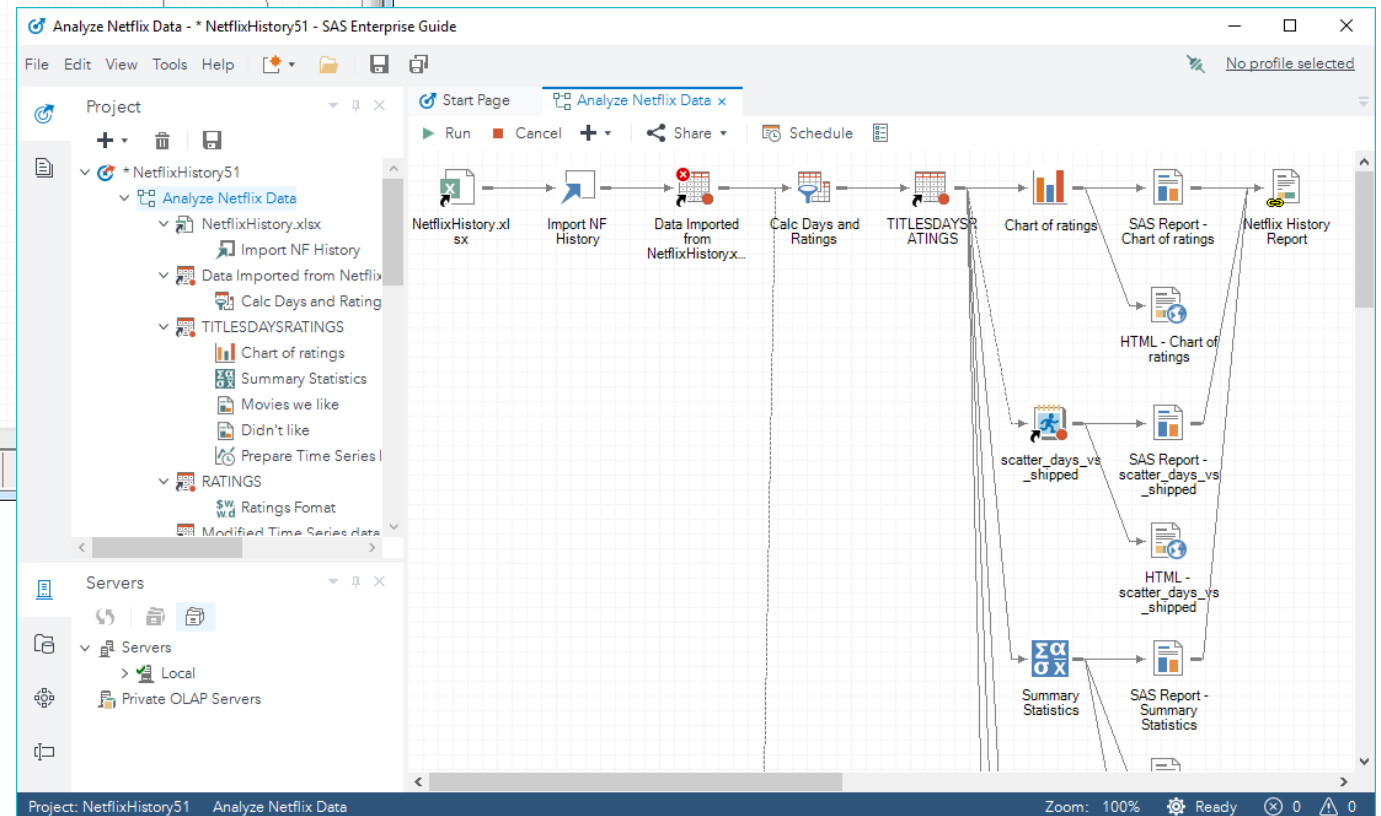 Analyze Netflix Data - * NetflixHistory51 - SAS Enterprise Guide
File Edit View Tools Help
No profile selected
Project
* NetflixHistory51
Analyze Netflix Data
NetflixHistory.xlsx
Import NF History
Data Imported from Netflix
Calc Days and Rating
TITLESDAYSRATINGS
Chart of ratings
Summary Statistics
Movies we like
Didn't like
Prepare Time Series
RATINGS
Ratings Fomat
Modified Time Series data
Servers
Servers
Local
Private OLAP Servers
Start Page
Analyze Netflix Data
Run Cancel Share Schedule
NetflixHistory.xl
sx
Import NF
History
Data Imported
from
NetflixHistory.x...
Calc Days and
Ratings
TITLESDAYSR
ATINGS
Chart of ratings
SAS Report -
Chart of ratings
Netflix History
Report
HTML - Chart of
ratings
scatter_days_vs
_shipped
SAS Report -
scatter_days_vs
_shipped
HTML -
scatter_days_vs
_shipped
Summary
Statistics
SAS Report -
Summary
Statistics
Project: NetflixHistory51 Analyze Netflix Data
Zoom: 100% Ready 0 0